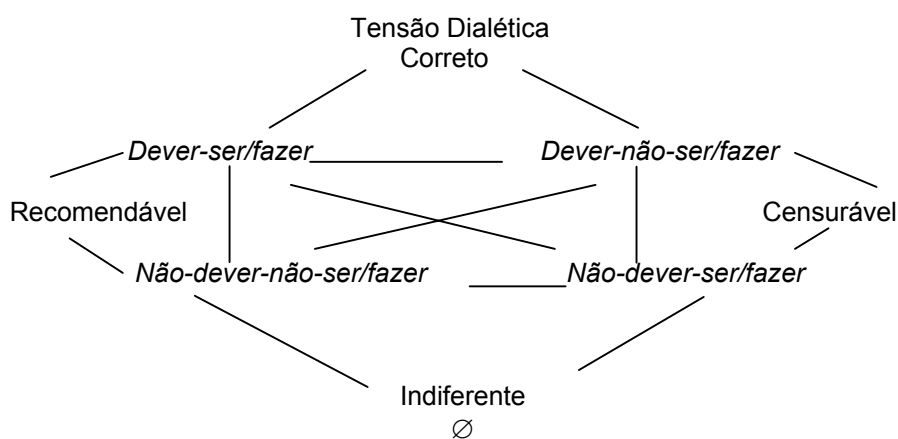 Tensão Dialética
Correto
Dever-ser/fazer Dever-não-ser/fazer
Recomendável Censurável
Não-dever-não-ser/fazer Não-dever-ser/fazer
Indiferente
∅